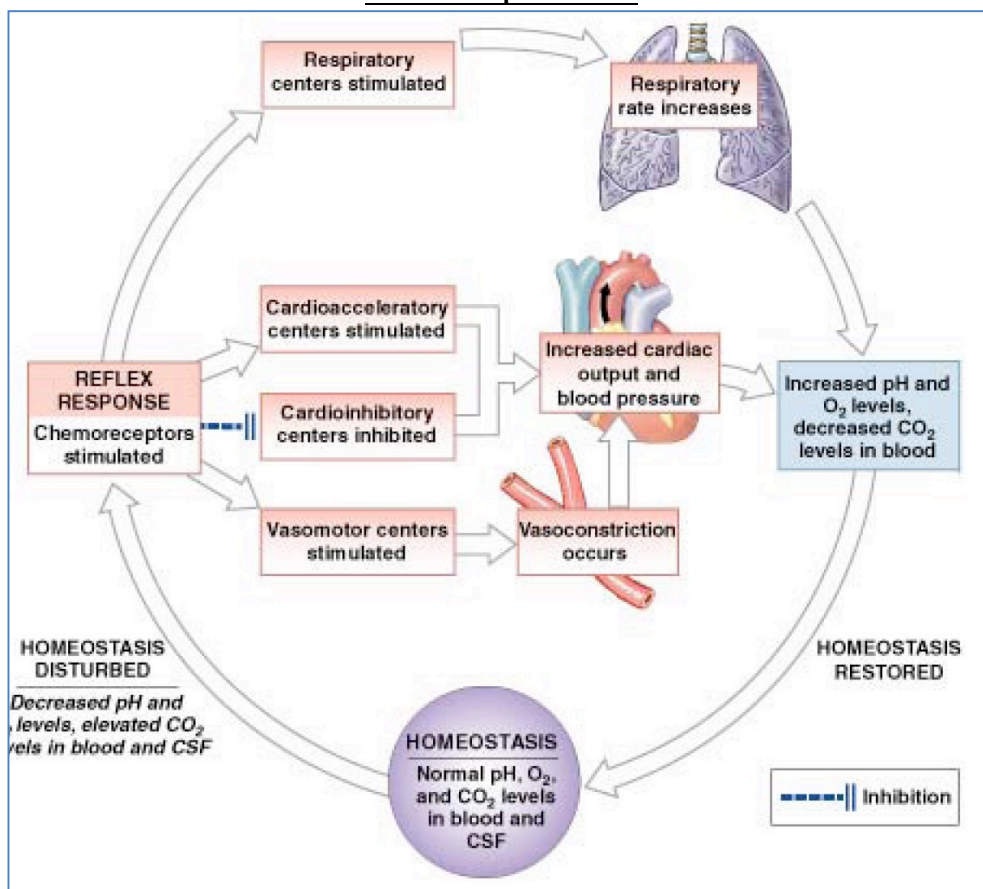 Respiratory
centers stimulated
Respiratory
rate increases
Cardioacceleratory
centers stimulated
Cardioinhibitory
centers inhibited
Vasomotor centers
stimulated
REFLEX
RESPONSE
Chemoreceptors
stimulated
Increased cardiac
output and
blood pressure
Vasoconstriction
occurs
Increased pH and
O₂ levels,
decreased CO₂
levels in blood
HOMEOSTASIS
DISTURBED
Decreased pH and
levels, elevated CO₂
in blood and CSF
HOMEOSTASIS
RESTORED
HOMEOSTASIS
Normal pH, O₂,
and CO₂ levels
in blood and
CSF
Inhibition